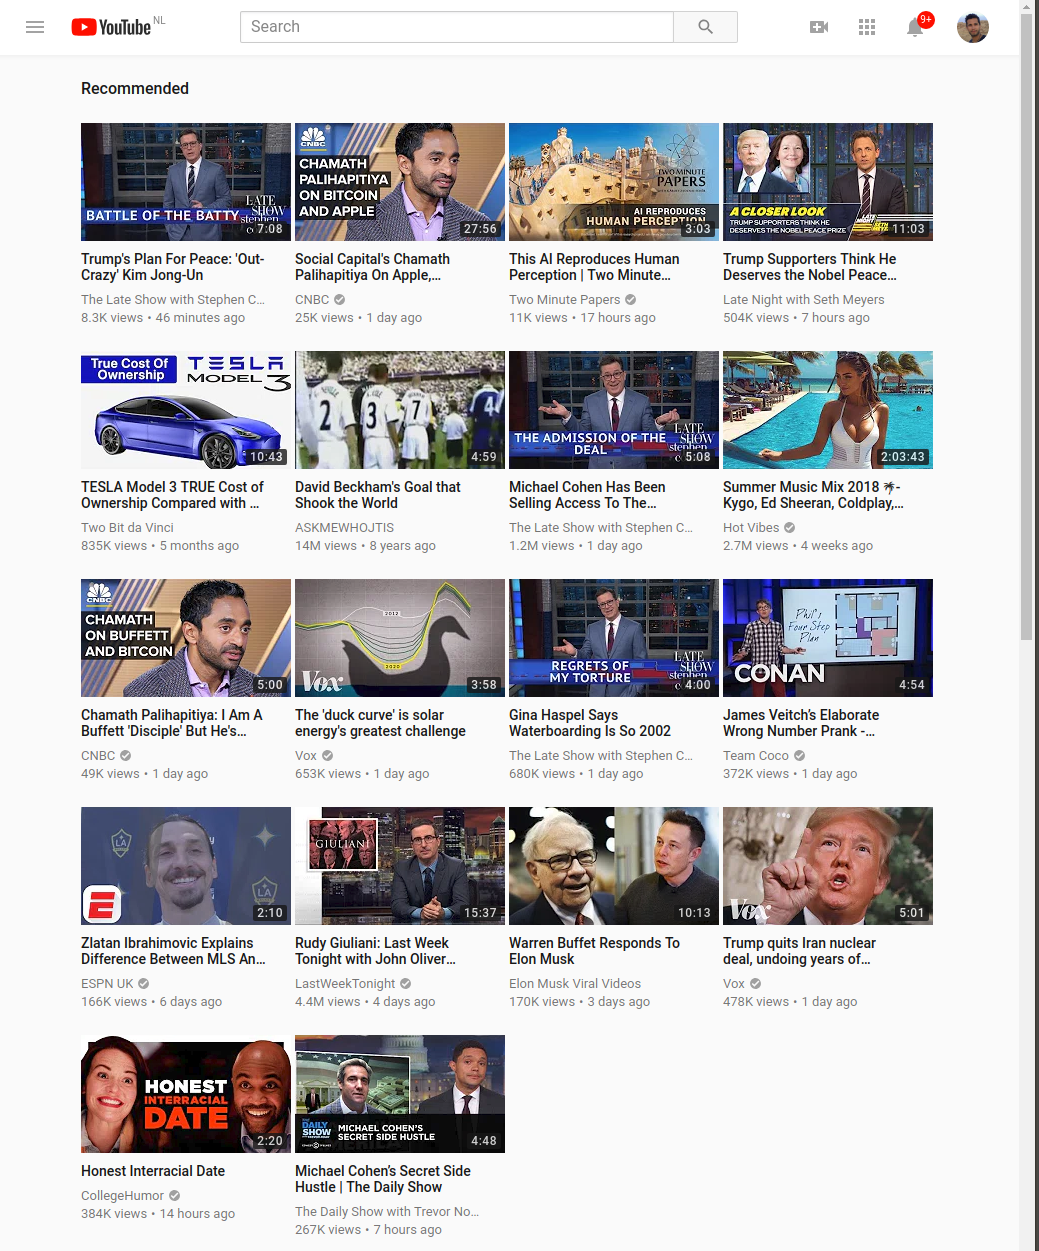 YouTube NL
Search
9+
Recommended
BATTLE OF THE BATTY
LATE
SHOW
stephen
7:08
Trump's Plan For Peace: 'Out-
Crazy' Kim Jong-Un
The Late Show with Stephen C...
8.3K views • 46 minutes ago
CNBC
CHAMATH
PALIHAPITIYA
ON BITCOIN
AND APPLE
27:56
Social Capital's Chamath
Palihapitiya On Apple,...
CNBC
25K views • 1 day ago
TWO MINUTE
PAPERS
AI REPRODUCES
HUMAN PERCEPTION
3:03
This AI Reproduces Human
Perception | Two Minute...
Two Minute Papers
11K views • 17 hours ago
A CLOSER LOOK
TRUMP SUPPORTERS THINK HE
DESERVES THE NOBEL PEACE PRIZE
LATE
NIGHT
SETH
11:03
Trump Supporters Think He
Deserves the Nobel Peace...
Late Night with Seth Meyers
504K views • 7 hours ago
True Cost Of
Ownership
TESLA
MODEL 3
10:43
TESLA Model 3 TRUE Cost of
Ownership Compared with ...
Two Bit da Vinci
835K views • 5 months ago
2
3
7
4
4:59
David Beckham's Goal that
Shook the World
ASKMEWHOJTIS
14M views • 8 years ago
THE ADMISSION OF THE
DEAL
LATE
SHOW
stephen
5:08
Michael Cohen Has Been
Selling Access To The...
The Late Show with Stephen C...
1.2M views • 1 day ago
2:03:43
Summer Music Mix 2018 🌴-
Kygo, Ed Sheeran, Coldplay,...
Hot Vibes
2.7M views • 4 weeks ago
CNBC
CHAMATH
ON BUFFETT
AND BITCOIN
5:00
Chamath Palihapitiya: I Am A
Buffett 'Disciple' But He's...
CNBC
49K views • 1 day ago
2012
2020
Vox
3:58
The 'duck curve' is solar
energy's greatest challenge
Vox
653K views • 1 day ago
REGRETS OF
MY TORTURE
LATE
SHOW
stephen
4:00
Gina Haspel Says
Waterboarding Is So 2002
The Late Show with Stephen C...
680K views • 1 day ago
Phil's
Four Step
Plan
CONAN
4:54
James Veitch’s Elaborate
Wrong Number Prank -...
Team Coco
372K views • 1 day ago
LA
LA
E
2:10
Zlatan Ibrahimovic Explains
Difference Between MLS An...
ESPN UK
166K views • 6 days ago
GIULIANI
15:37
Rudy Giuliani: Last Week
Tonight with John Oliver...
LastWeekTonight
4.4M views • 4 days ago
10:13
Warren Buffet Responds To
Elon Musk
Elon Musk Viral Videos
170K views • 3 days ago
Vox
5:01
Trump quits Iran nuclear
deal, undoing years of...
Vox
478K views • 1 day ago
HONEST
INTERRACIAL
DATE
2:20
Honest Interracial Date
CollegeHumor
384K views • 14 hours ago
THE
DAILY
SHOW
MICHAEL COHEN'S
SECRET SIDE HUSTLE
4:48
Michael Cohen’s Secret Side
Hustle | The Daily Show
The Daily Show with Trevor No...
267K views • 7 hours ago